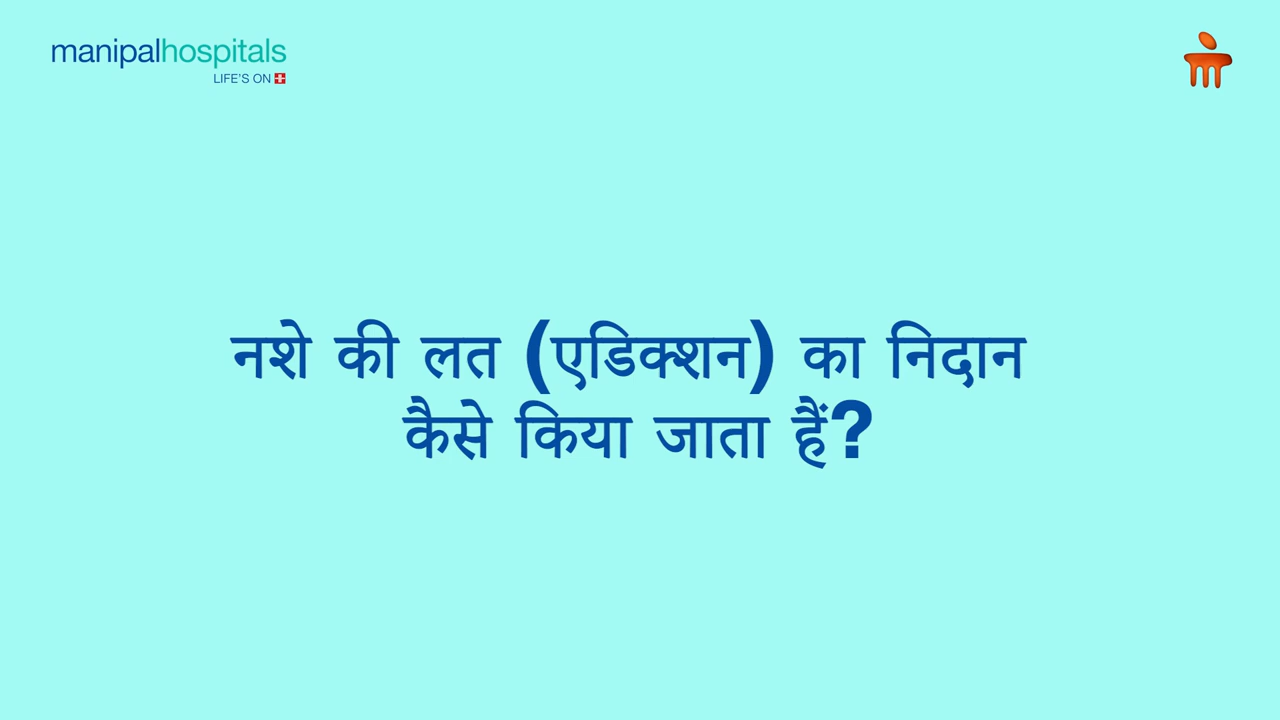 manipalhospitals
LIFE'S ON
नशे की लत (एडिक्शन) का निदान
कैसे किया जाता हैं?